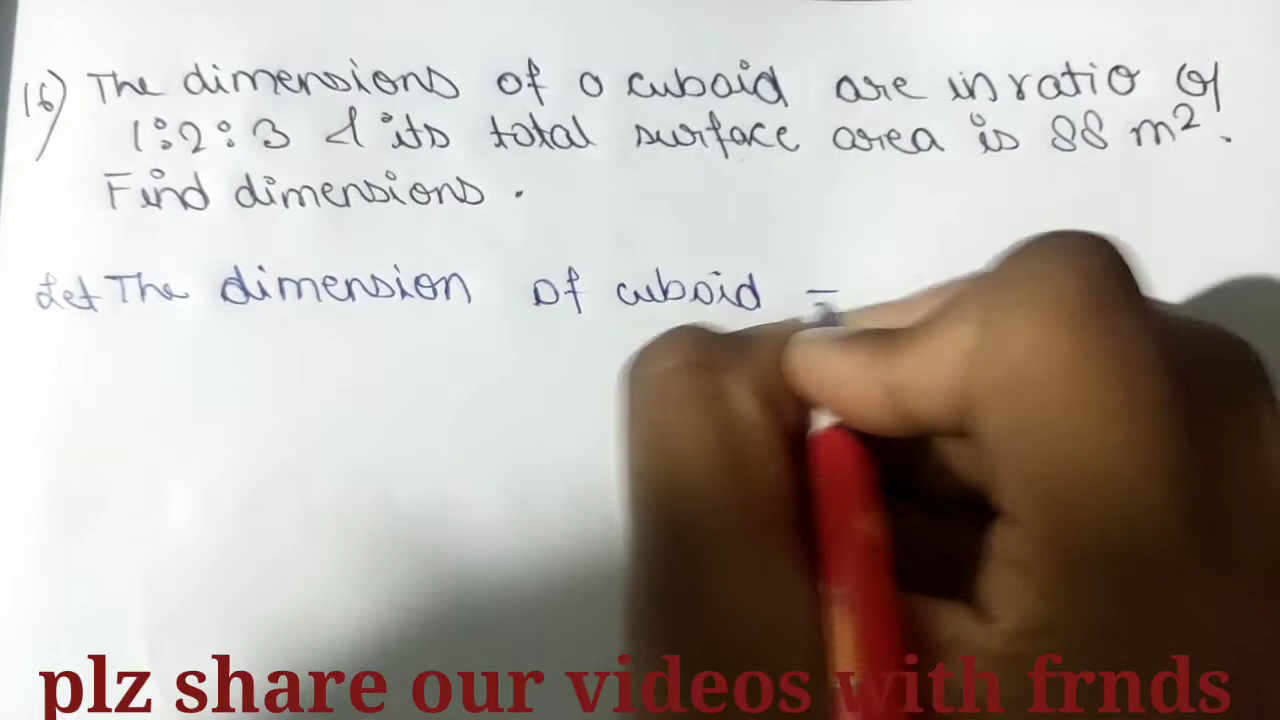 16) The dimensions of a cuboid are in ratio of
1:2:3 & its total surface area is 88 m².
Find dimensions.
Let The dimension of cuboid =
plz share our videos with frnds